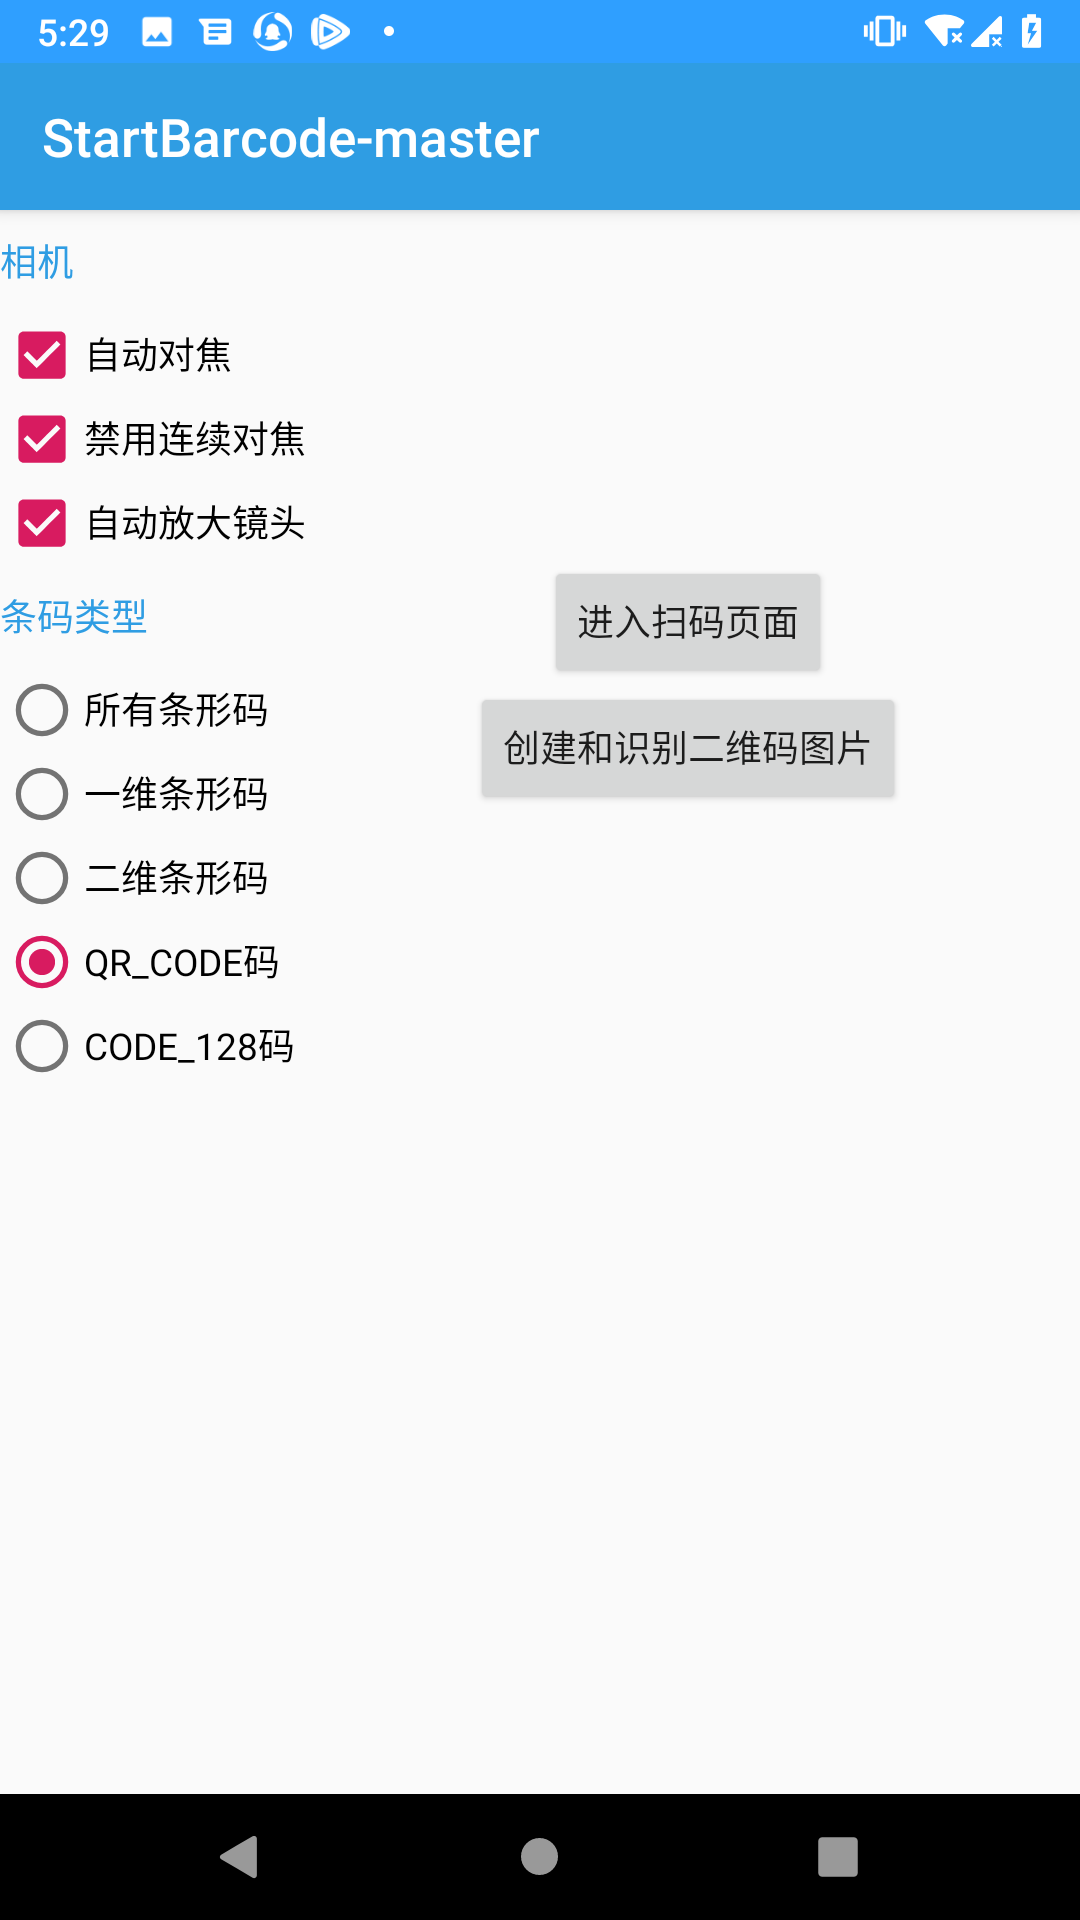 5:29
StartBarcode-master
相机
自动对焦
禁用连续对焦
自动放大镜头
条码类型
进入扫码页面
所有条形码
创建和识别二维码图片
一维条形码
二维条形码
QR_CODE码
CODE_128码